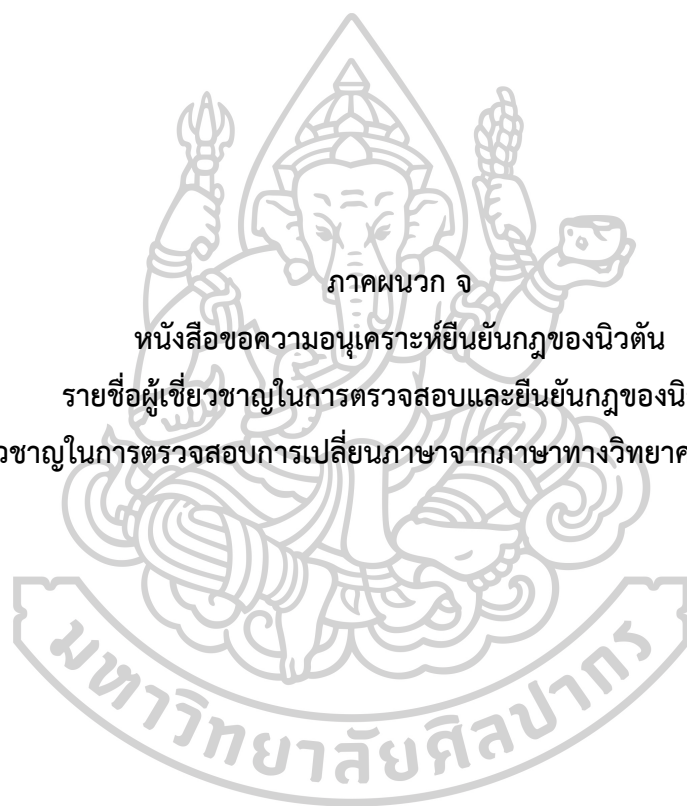 ภาคผนวก จ
หนังสือขอความอนุเคราะห์ยืนยันกฎของนิวตัน
รายชื่อผู้เชี่ยวชาญในการตรวจสอบและยืนยันกฎของ
ในการตรวจสอบการเปลี่ยนภาษาจากภาษาทาง
มหาวิทยาลัยศิลปากร